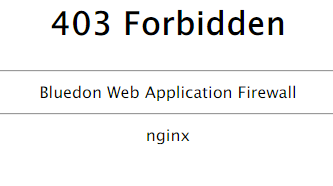 403 Forbidden
Bluedon Web Application Firewall
nginx